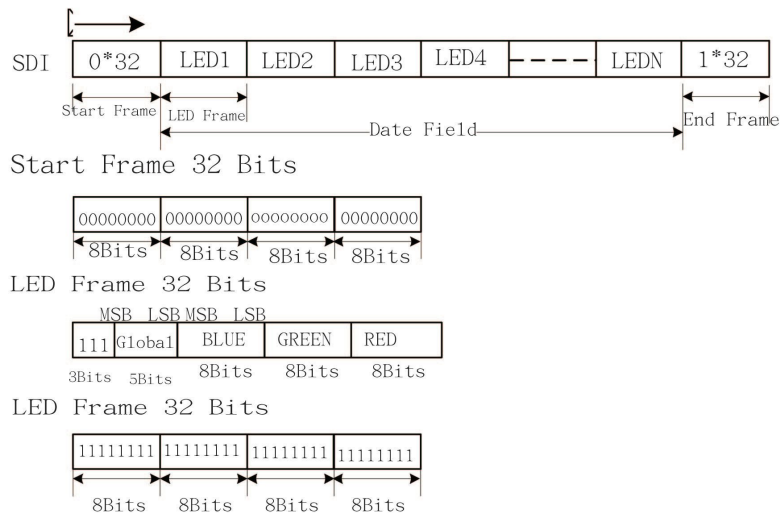 SDI 0*32 LED1 LED2 LED3 LED4 LEDN 1*32
Start Frame LED Frame End Frame
Date Field
Start Frame 32 Bits
00000000 00000000 00000000 00000000
8Bits 8Bits 8Bits 8Bits
LED Frame 32 Bits
MSB LSB MSB LSB
111 Global BLUE GREEN RED
3Bits 5Bits 8Bits 8Bits 8Bits
LED Frame 32 Bits
11111111 11111111 11111111 11111111
8Bits 8Bits 8Bits 8Bits